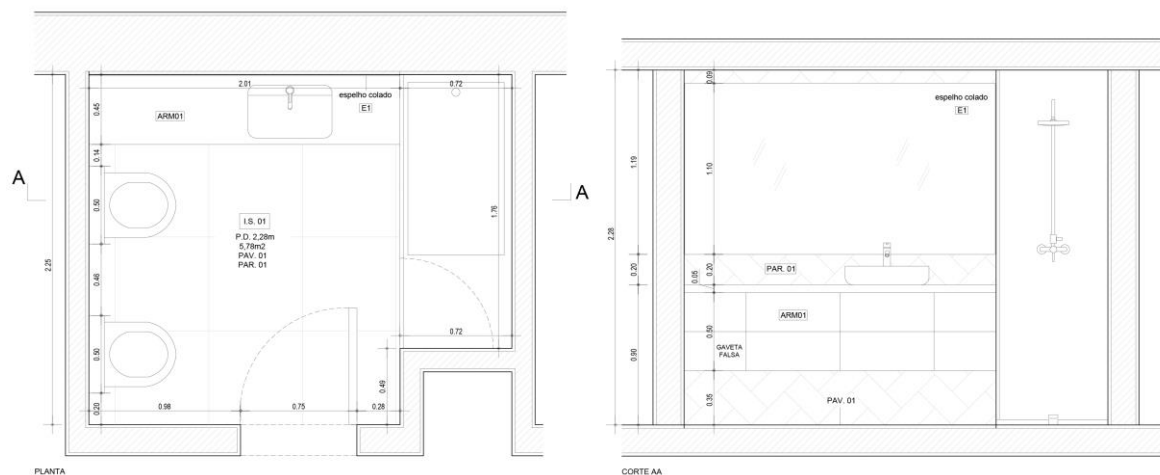 2.01
0.72
espelho colado
E1
ARM01
0.45
0.14
A
A
0.50
1.76
I.S. 01
P.D. 2,28m
5,78m2
PAV. 01
PAR. 01
2.25
0.48
0.72
0.50
0.49
0.20
0.98
0.75
0.28
PLANTA
0.09
espelho colado
E1
1.19
1.10
2.28
0.20
0.20
PAR. 01
0.05
ARM01
0.50
0.90
GAVETA
FALSA
0.35
PAV. 01
CORTE AA